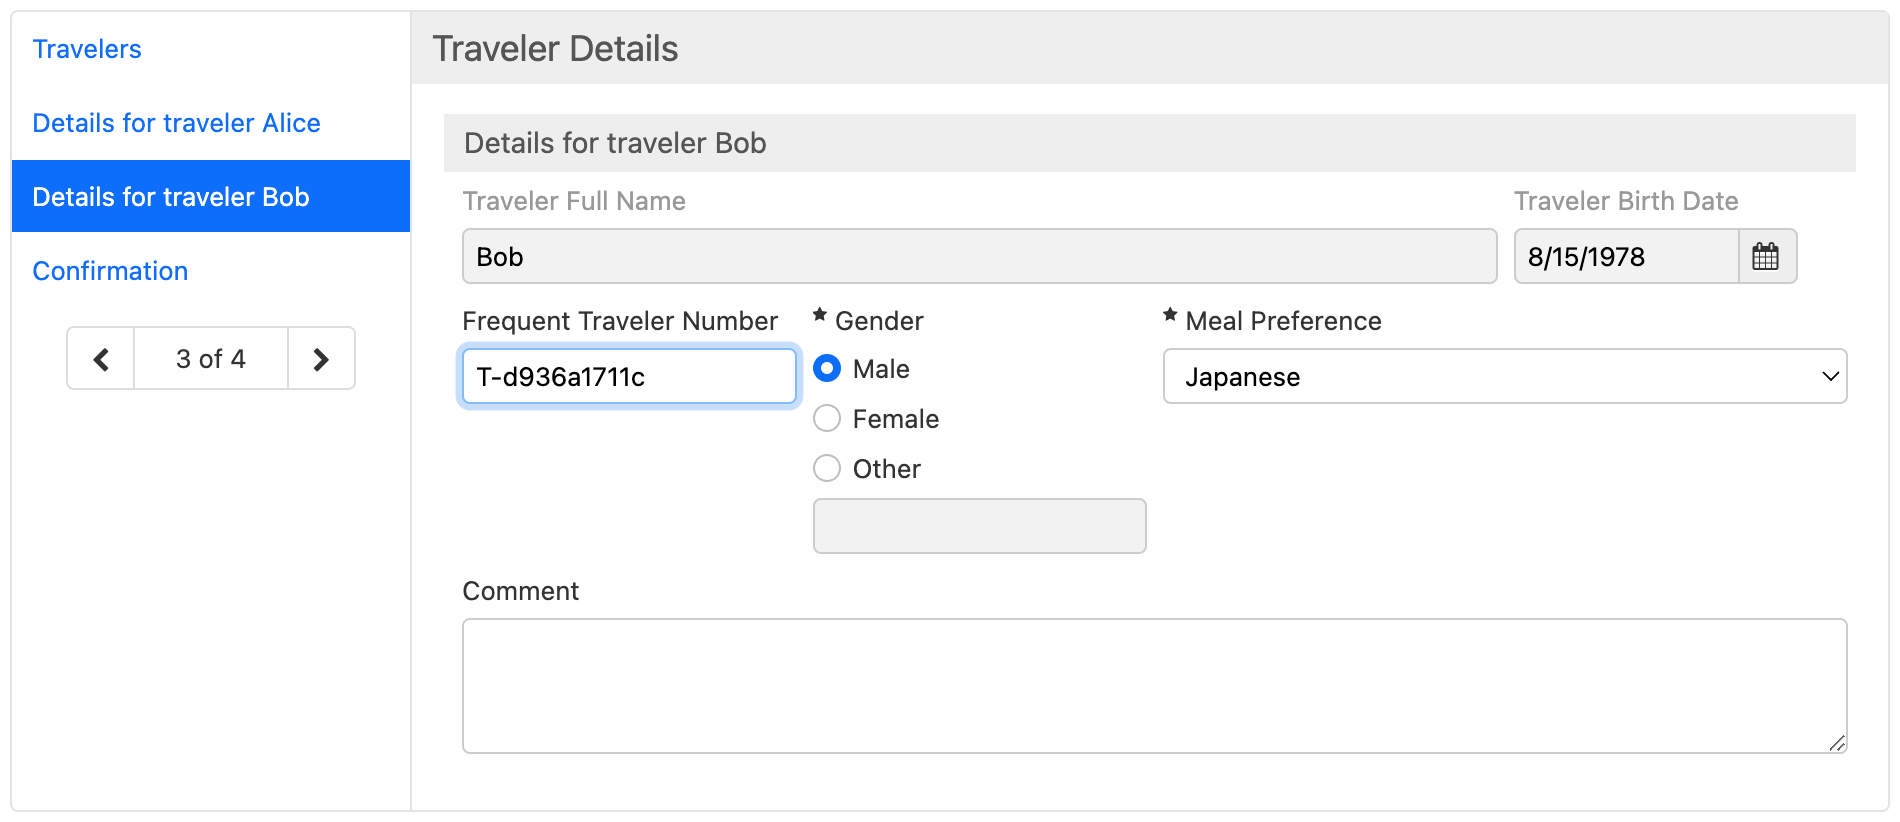 Travelers
Details for traveler Alice
Details for traveler Bob
Confirmation
3 of 4
Traveler Details
Details for traveler Bob
Traveler Full Name
Traveler Birth Date
Bob
8/15/1978
Frequent Traveler Number
* Gender
* Meal Preference
T-d936a1711c
Male
Japanese
Female
Other
Comment